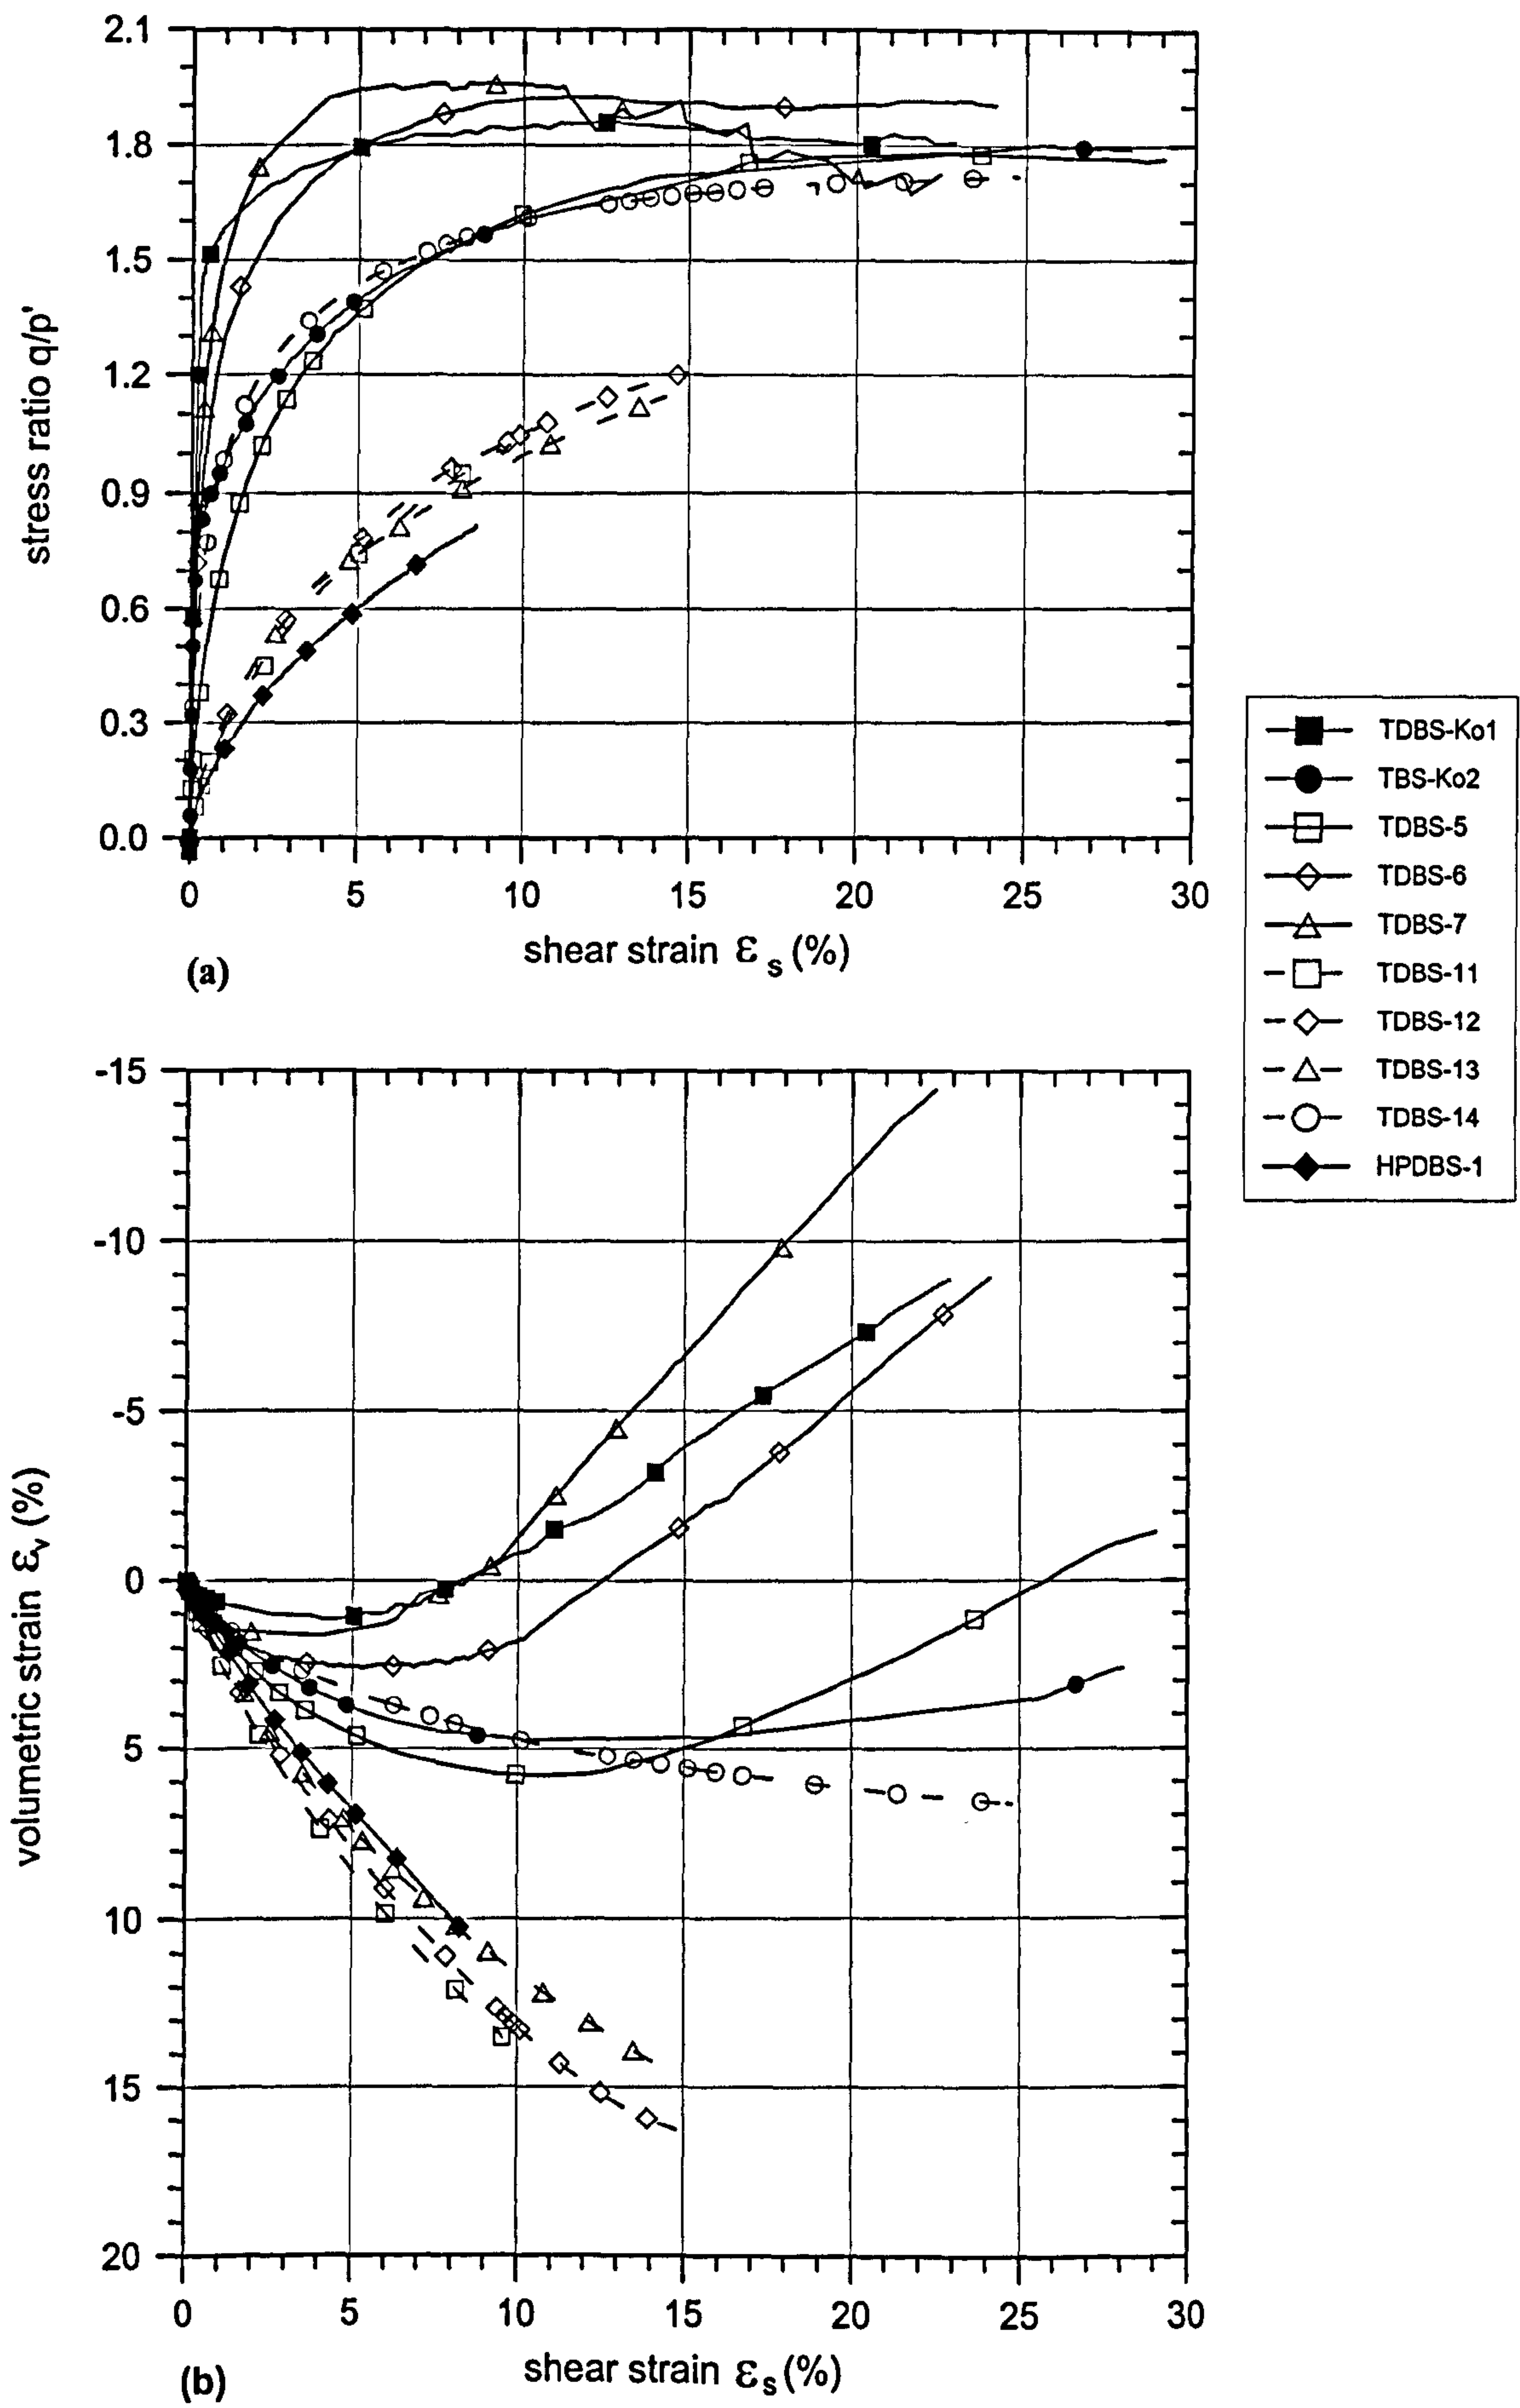 2.1
1.8
1.5
1.2
0.9
0.6
0.3
0.0
stress ratio q/p'
0 5 10 15 20 25 30
shear strain ε s (%)
(a)
TDBS-Ko1
TBS-Ko2
TDBS-5
TDBS-6
TDBS-7
TDBS-11
TDBS-12
TDBS-13
TDBS-14
HPDBS-1
-15
-10
-5
0
5
10
15
20
volumetric strain εv (%)
0 5 10 15 20 25 30
shear strain εs (%)
(b)